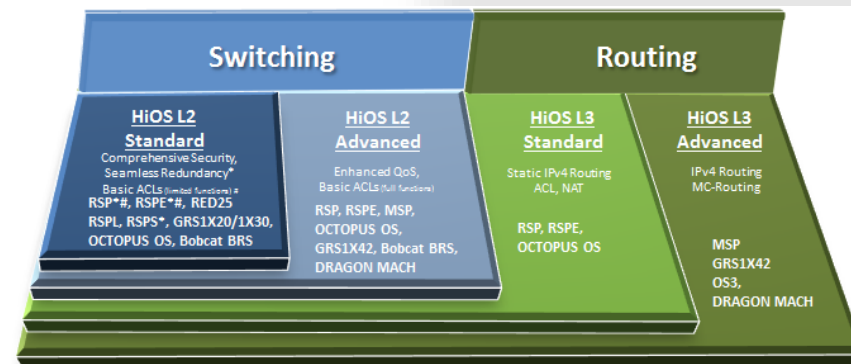 Switching
Routing
HiOS L2
Standard
Comprehensive Security,
Seamless Redundancy*
Basic ACLs (limited functions) #
RSP*#, RSPE*#, RED25
RSPL, RSPS*, GRS1X20/1X30,
OCTOPUS OS, Bobcat BRS
HiOS L2
Advanced
Enhanced QoS,
Basic ACLs (full functions)
RSP, RSPE, MSP,
OCTOPUS OS,
GRS1X42, Bobcat BRS,
DRAGON MACH
HiOS L3
Standard
Static IPv4 Routing
ACL, NAT
RSP, RSPE,
OCTOPUS OS
HiOS L3
Advanced
IPv4 Routing
MC-Routing
MSP
GRS1X42
OS3,
DRAGON MACH